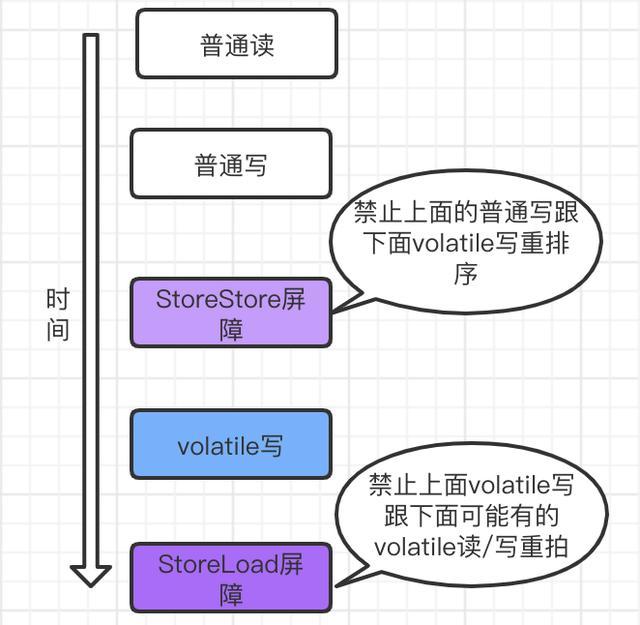 普通读
普通写
禁止上面的普通写跟
下面volatile写重排
序
时
间
StoreStore屏
障
volatile写
禁止上面volatile写
跟下面可能有的
volatile读/写重拍
StoreLoad屏
障